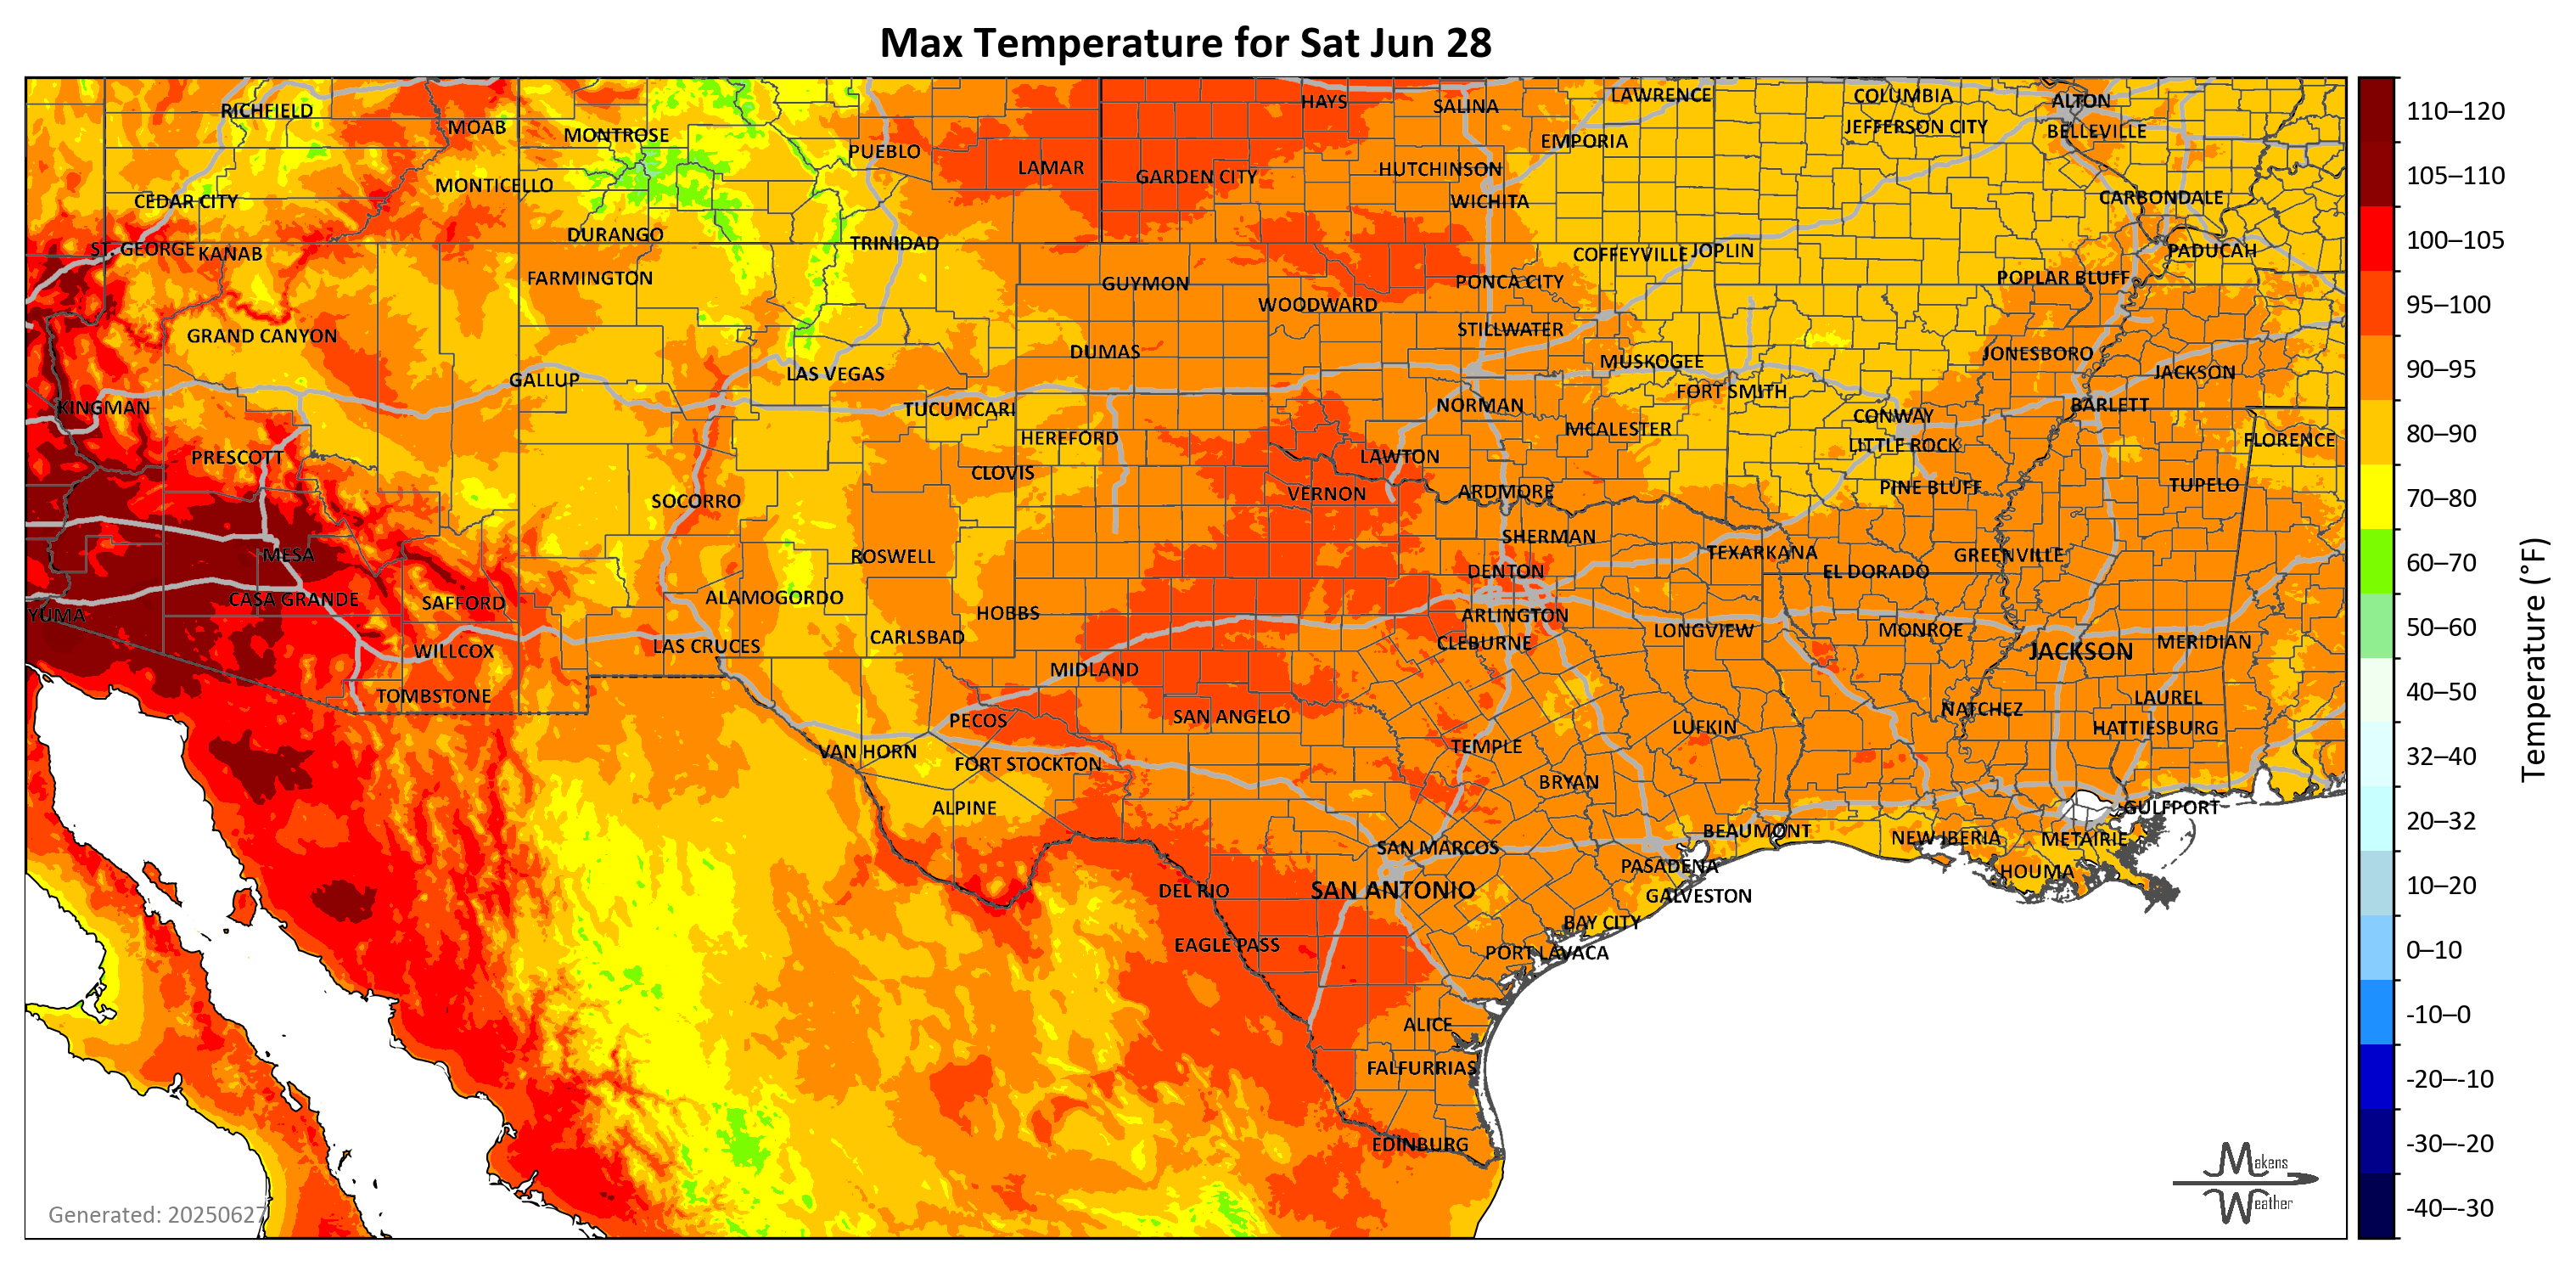 Max Temperature for Sat Jun 28
RICHFIELD
MOAB
MONTROSE
PUEBLO
LAMAR
HAYS
SALINA
LAWRENCE
EMPORIA
COLUMBIA
JEFFERSON CITY
ALTON
BELLEVILLE
MONTICELLO
CEDAR CITY
GARDEN CITY
HUTCHINSON
WICHITA
CARBONDALE
ST. GEORGE
KANAB
DURANGO
TRINIDAD
COFFEYVILLE
JOPLIN
PADUCAH
FARMINGTON
GUYMON
PONCA CITY
POPLAR BLUFF
WOODWARD
GRAND CANYON
DUMAS
STILLWATER
MUSKOGEE
JONESBORO
JACKSON
GALLUP
LAS VEGAS
FORT SMITH
KINGMAN
TUCUMCARI
NORMAN
CONWAY
BARLETT
HEREFORD
MCALESTER
LITTLE ROCK
FLORENCE
PRESCOTT
CLOVIS
LAWTON
SOCORRO
VERNON
ARDMORE
PINE BLUFF
TUPELO
MESA
ROSWELL
SHERMAN
TEXARKANA
GREENVILLE
DENTON
EL DORADO
YUMA
CASA GRANDE
SAFFORD
ALAMOGORDO
HOBBS
ARLINGTON
WILLCOX
LAS CRUCES
CARLSBAD
CLEBURNE
LONGVIEW
MONROE
JACKSON
MERIDIAN
MIDLAND
TOMBSTONE
PECOS
SAN ANGELO
LUFKIN
NATCHEZ
LAUREL
HATTIESBURG
VAN HORN
FORT STOCKTON
TEMPLE
BRYAN
ALPINE
GULFPORT
BEAUMONT
NEW IBERIA
METAIRIE
SAN MARCOS
PASADENA
HOUMA
DEL RIO
SAN ANTONIO
GALVESTON
BAY CITY
EAGLE PASS
PORT LAVACA
ALICE
FALFURRIAS
EDINBURG
Generated: 20250627
Makens
Weather
110–120
105–110
100–105
95–100
90–95
80–90
70–80
60–70
50–60
40–50
32–40
20–32
10–20
0–10
-10–0
-20–-10
-30–-20
-40–-30
Temperature (°F)